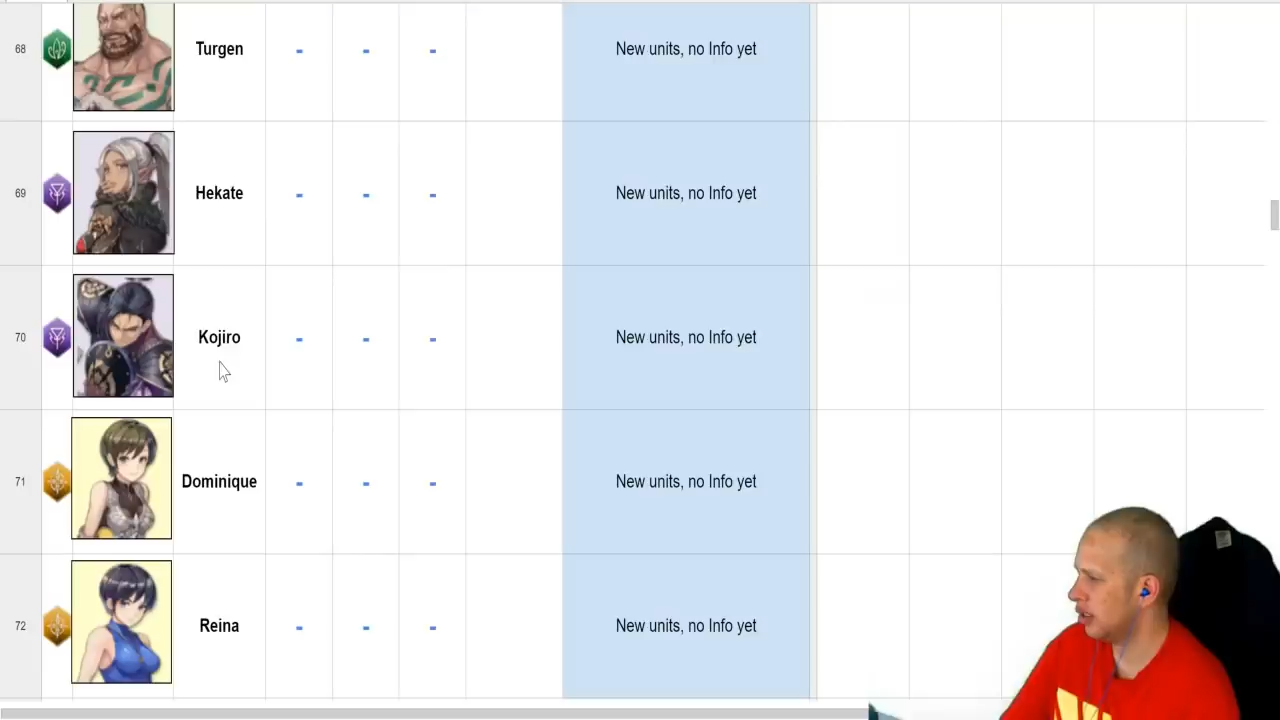 68 Turgen - - - New units, no Info yet
69 Hekate - - - New units, no Info yet
70 Kojiro - - - New units, no Info yet
71 Dominique - - - New units, no Info yet
72 Reina - - - New units, no Info yet